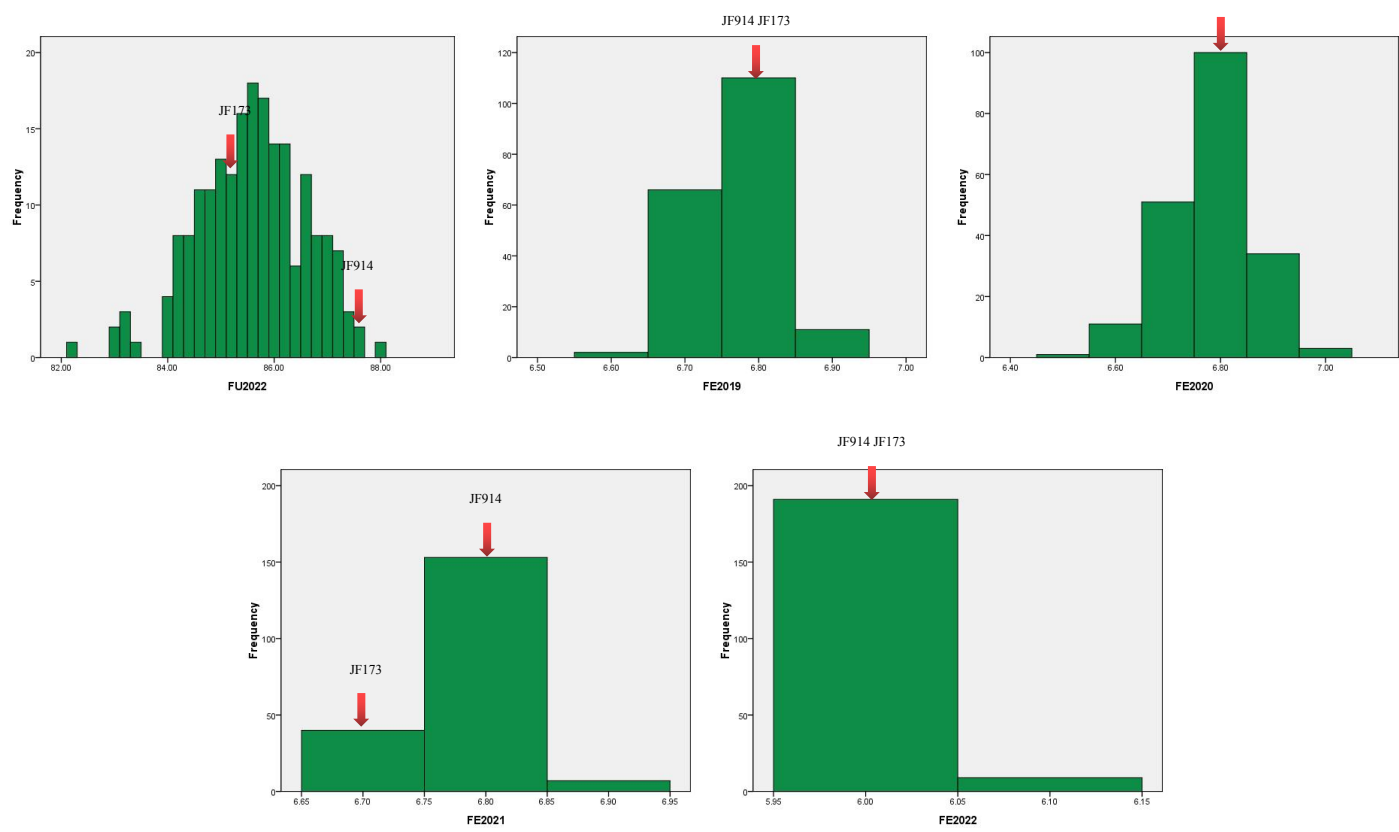 JF914 JF173
20
15
10
5
0
Frequency
JF173
JF914
82.00 84.00 86.00 88.00
FU2022
120
100
80
60
40
20
0
Frequency
6.50 6.60 6.70 6.80 6.90 7.00
FE2019
100
80
60
40
20
0
Frequency
6.40 6.60 6.80 7.00
FE2020
200
150
100
50
0
Frequency
JF914
JF173
6.65 6.70 6.75 6.80 6.85 6.90 6.95
FE2021
JF914 JF173
200
150
100
50
0
Frequency
5.95 6.00 6.05 6.10 6.15
FE2022